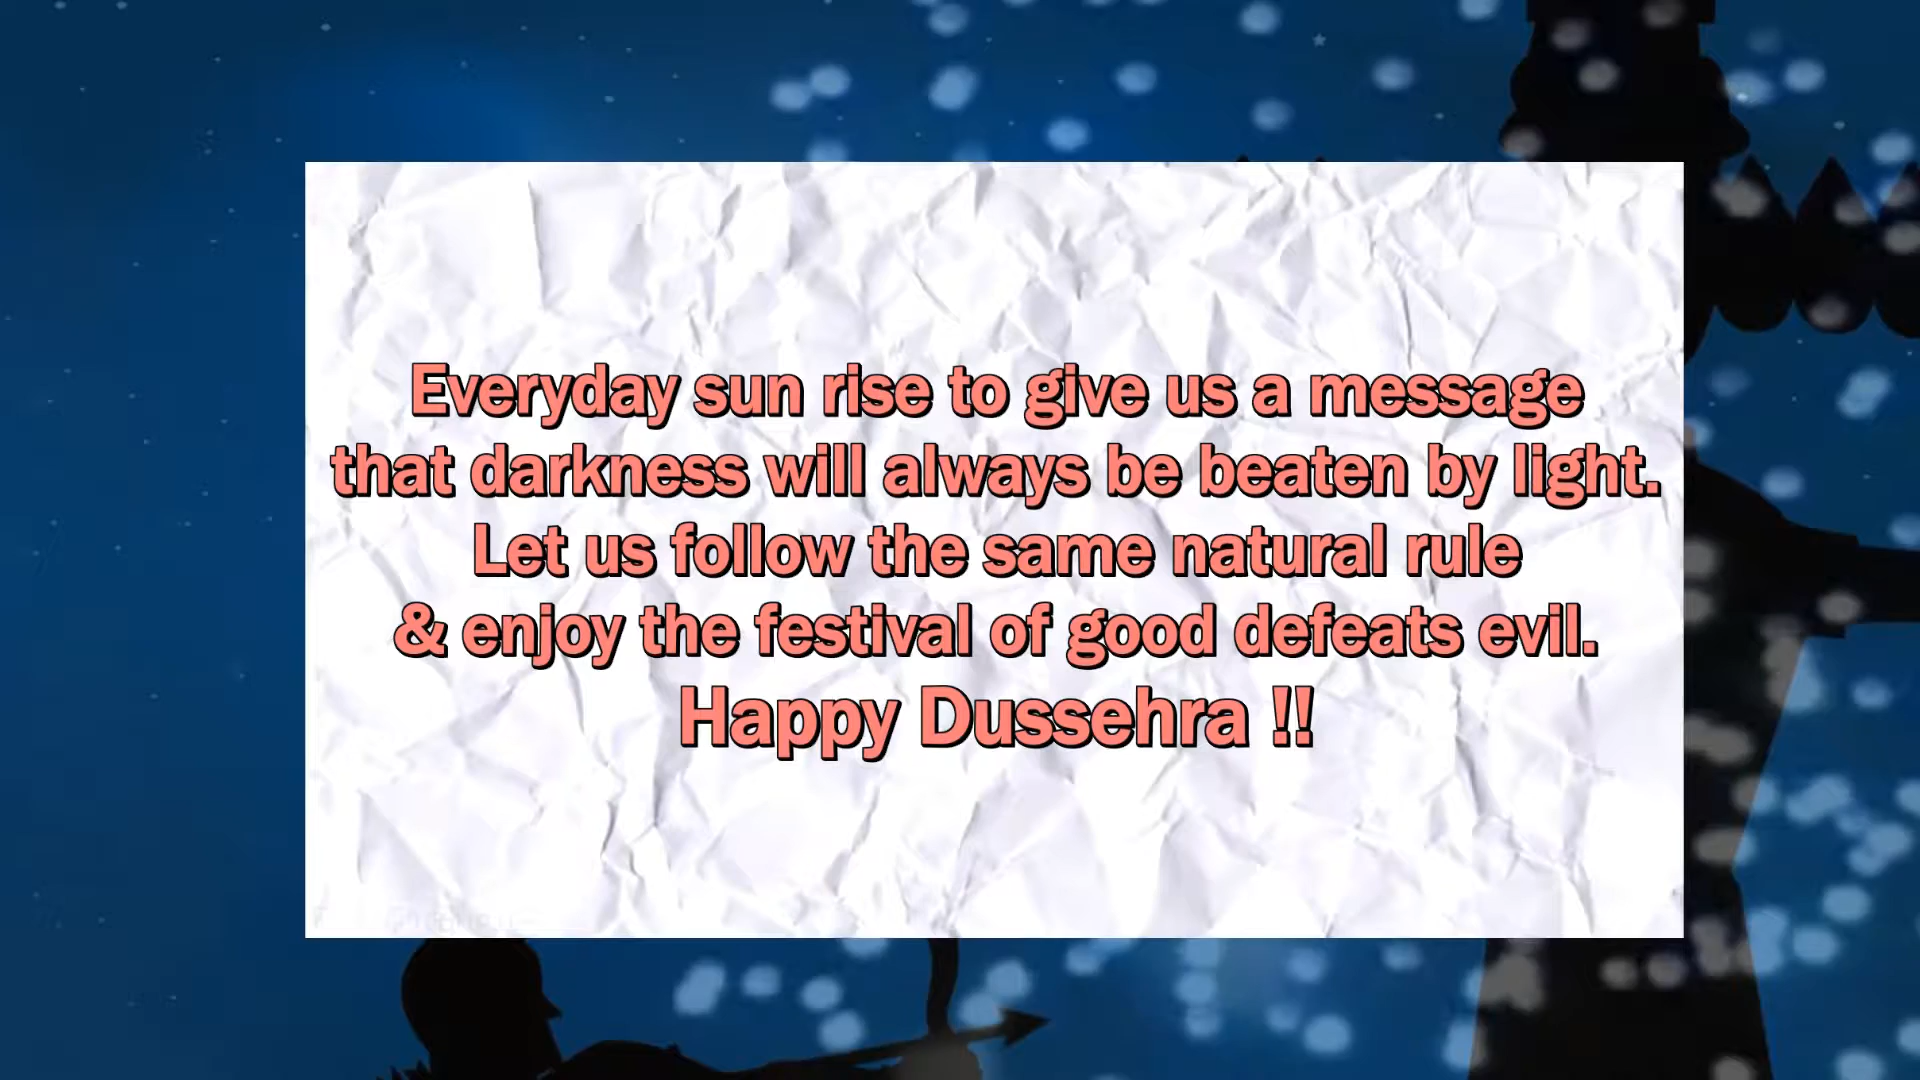 Everyday sun rise to give us a message
that darkness will always be beaten by light.
Let us follow the same natural rule
& enjoy the festival of good defeats evil.
Happy Dussehra !!